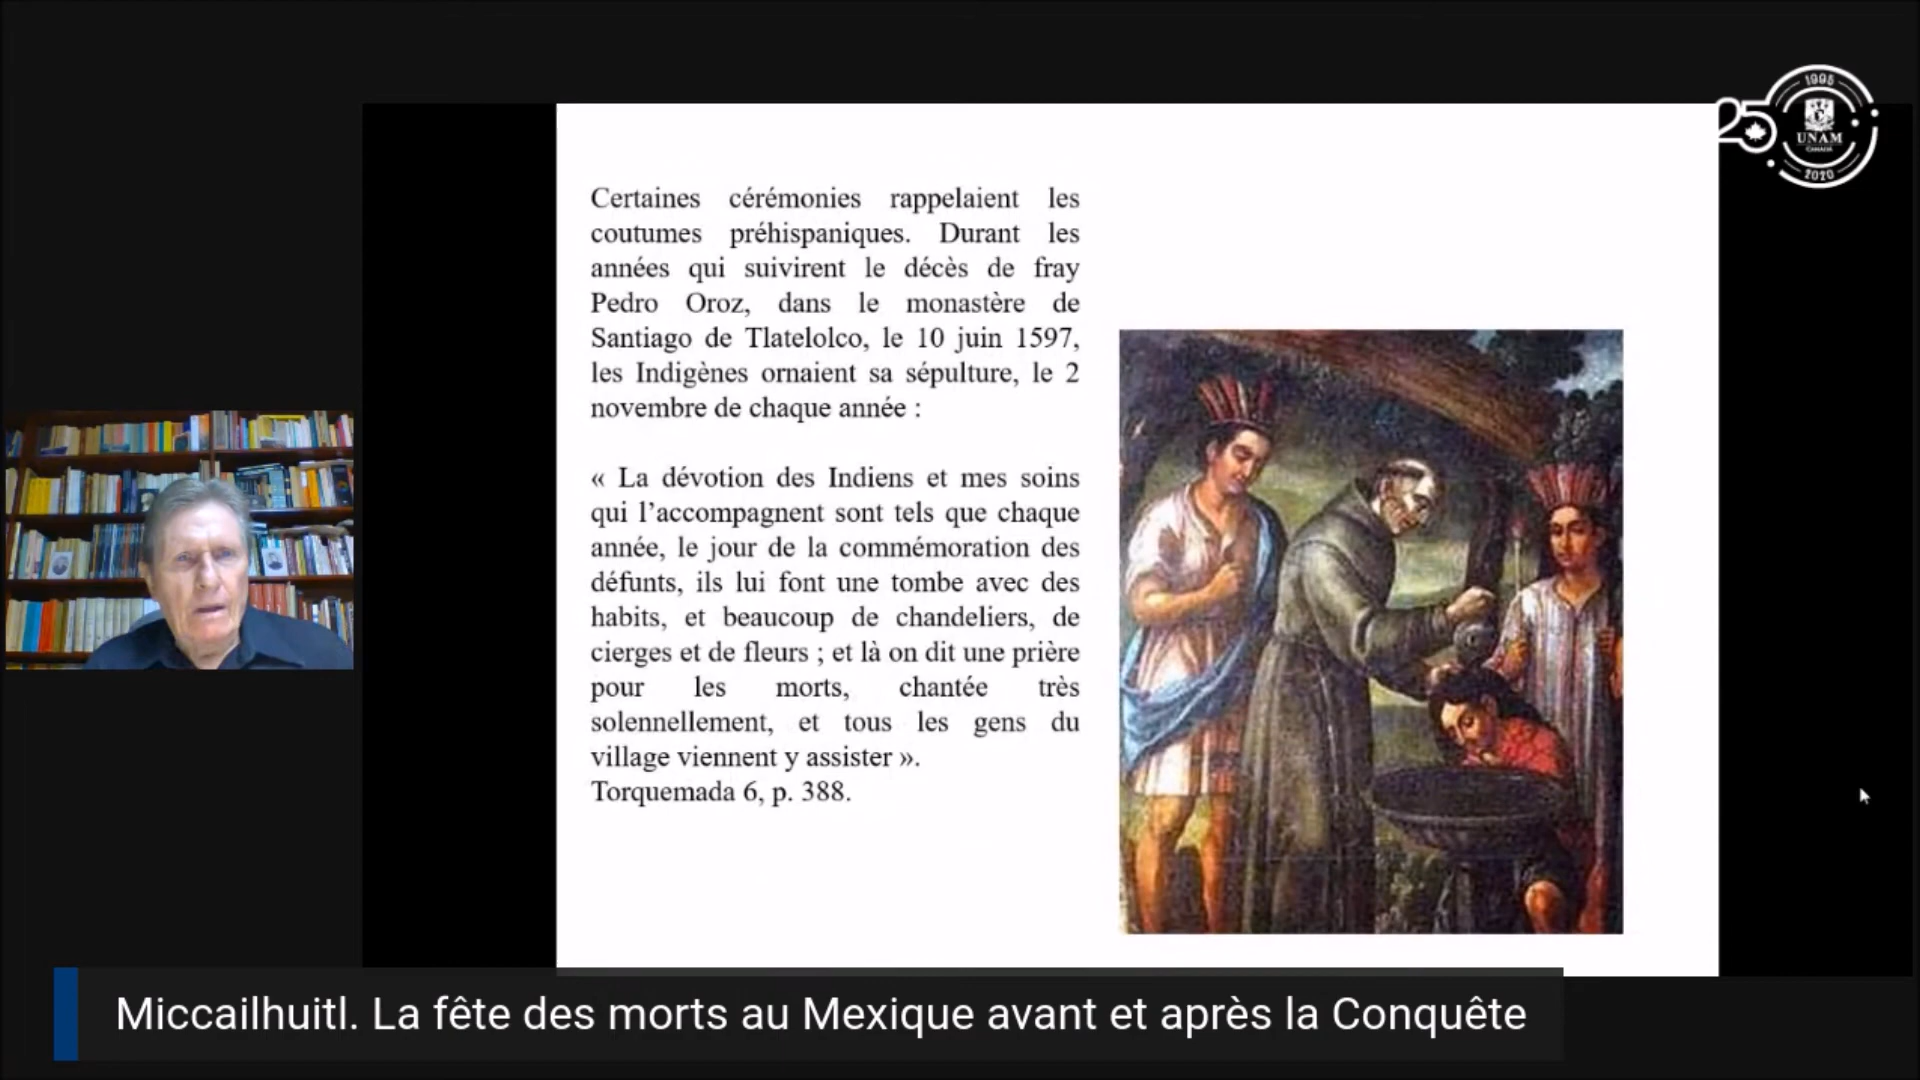 1995
25
UNAM
CANADÁ
2020
Certaines cérémonies rappelaient les
coutumes préhispaniques. Durant les
années qui suivirent le décès de fray
Pedro Oroz, dans le monastère de
Santiago de Tlatelolco, le 10 juin 1597,
les Indigènes ornaient sa sépulture, le 2
novembre de chaque année :
« La dévotion des Indiens et mes soins
qui l’accompagnent sont tels que chaque
année, le jour de la commémoration des
défunts, ils lui font une tombe avec des
habits, et beaucoup de chandeliers, de
cierges et de fleurs ; et là on dit une prière
pour les morts, chantée très
solennellement, et tous les gens du
village viennent y assister ».
Torquemada 6, p. 388.
Miccailhuitl. La fête des morts au Mexique avant et après la Conquête